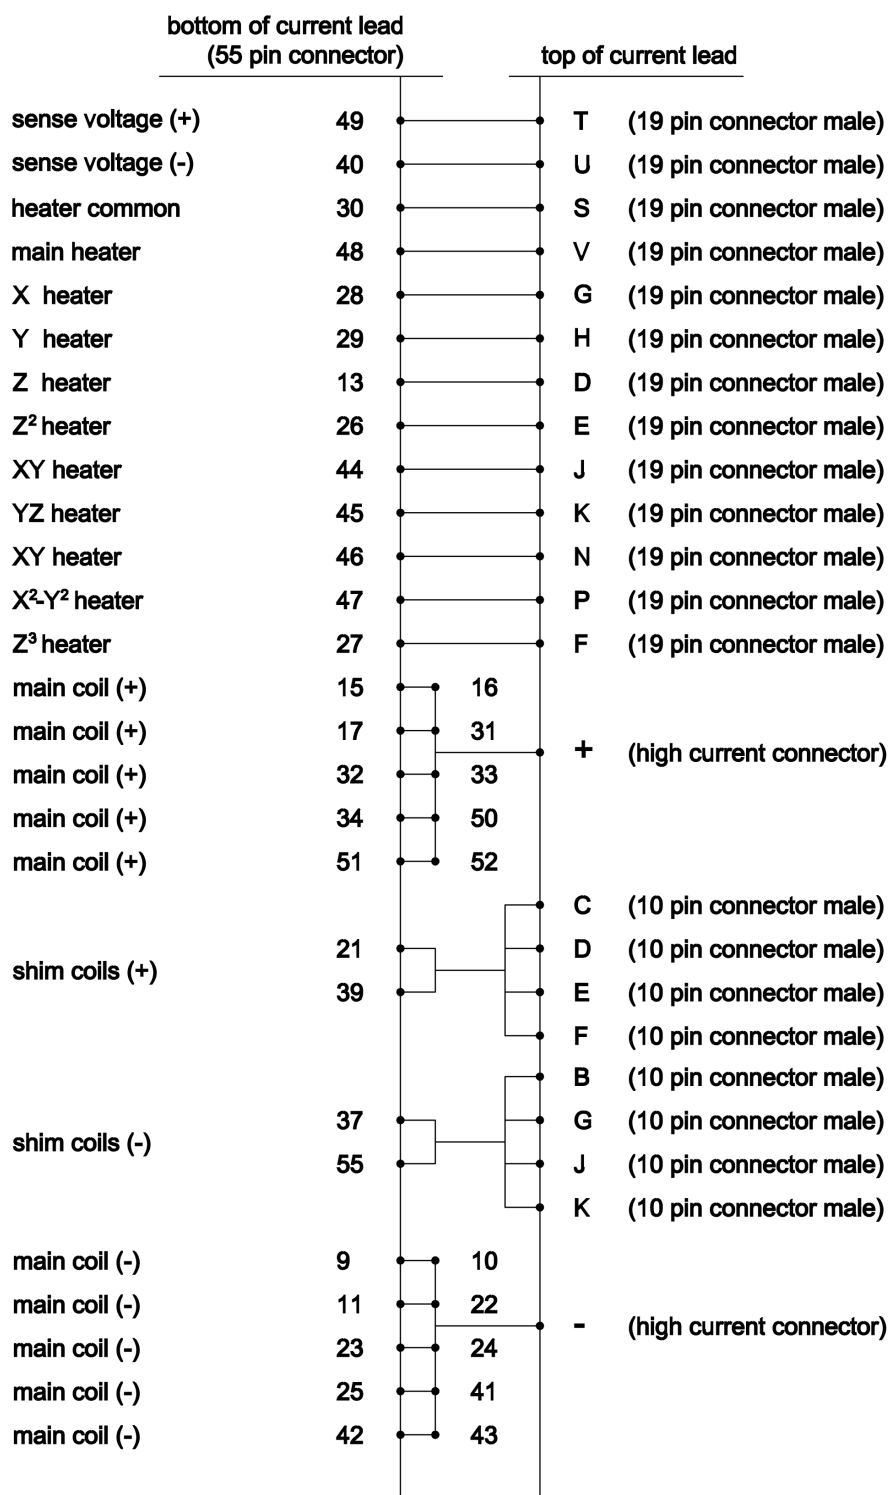 bottom of current lead
(55 pin connector) top of current lead
sense voltage (+) 49 T (19 pin connector male)
sense voltage (-) 40 U (19 pin connector male)
heater common 30 S (19 pin connector male)
main heater 48 V (19 pin connector male)
X heater 28 G (19 pin connector male)
Y heater 29 H (19 pin connector male)
Z heater 13 D (19 pin connector male)
Z² heater 26 E (19 pin connector male)
XY heater 44 J (19 pin connector male)
YZ heater 45 K (19 pin connector male)
XY heater 46 N (19 pin connector male)
X²-Y² heater 47 P (19 pin connector male)
Z³ heater 27 F (19 pin connector male)
main coil (+) 15 16
main coil (+) 17 31
+ (high current connector)
main coil (+) 32 33
main coil (+) 34 50
main coil (+) 51 52
C (10 pin connector male)
21 D (10 pin connector male)
shim coils (+)
39 E (10 pin connector male)
F (10 pin connector male)
B (10 pin connector male)
37 G (10 pin connector male)
shim coils (-)
55 J (10 pin connector male)
K (10 pin connector male)
main coil (-) 9 10
main coil (-) 11 22
- (high current connector)
main coil (-) 23 24
main coil (-) 25 41
main coil (-) 42 43